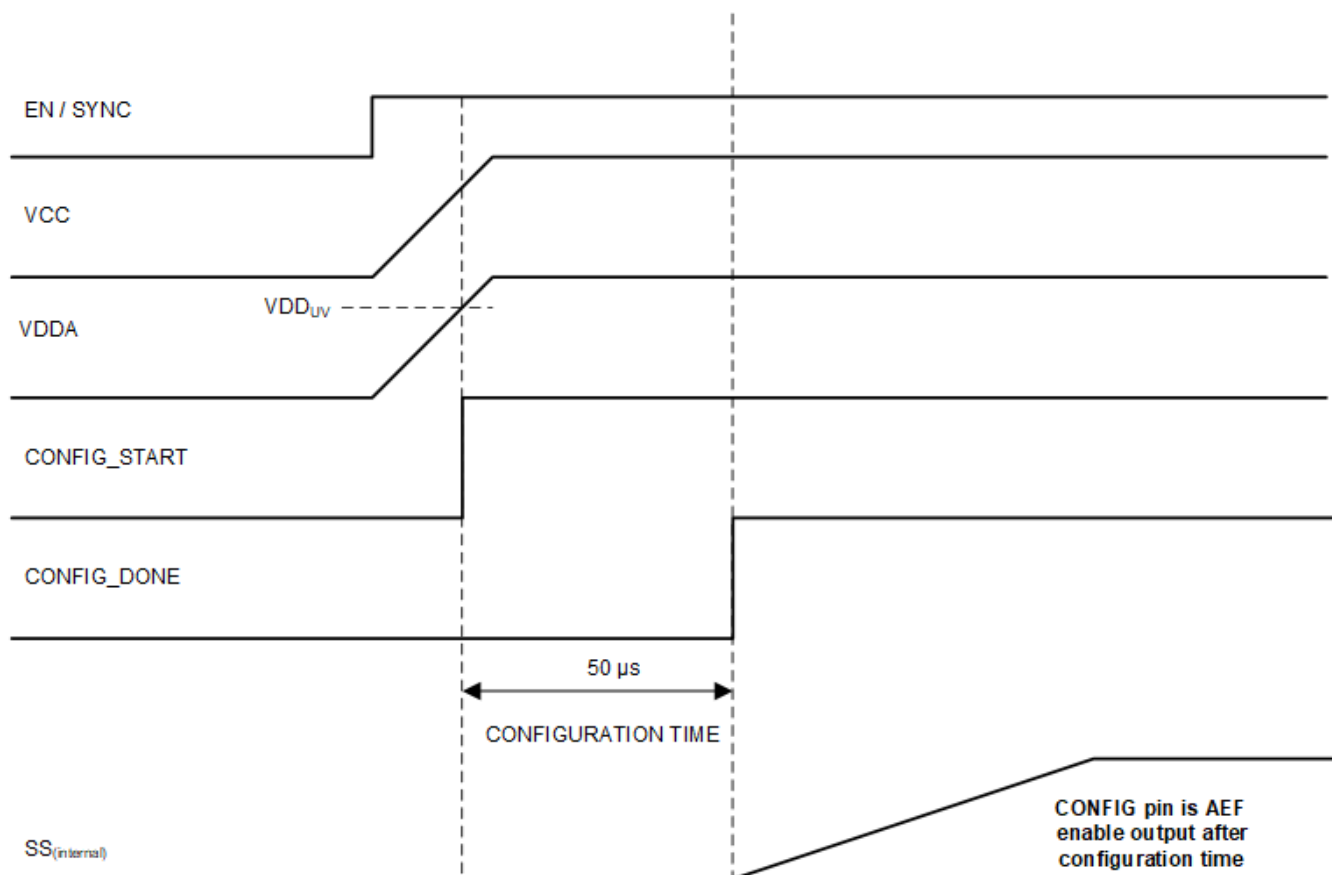 EN / SYNC
VCC
VDD_UV
VDDA
CONFIG_START
CONFIG_DONE
50 µs
CONFIGURATION TIME
CONFIG pin is AEF
enable output after
configuration time
SS(internal)